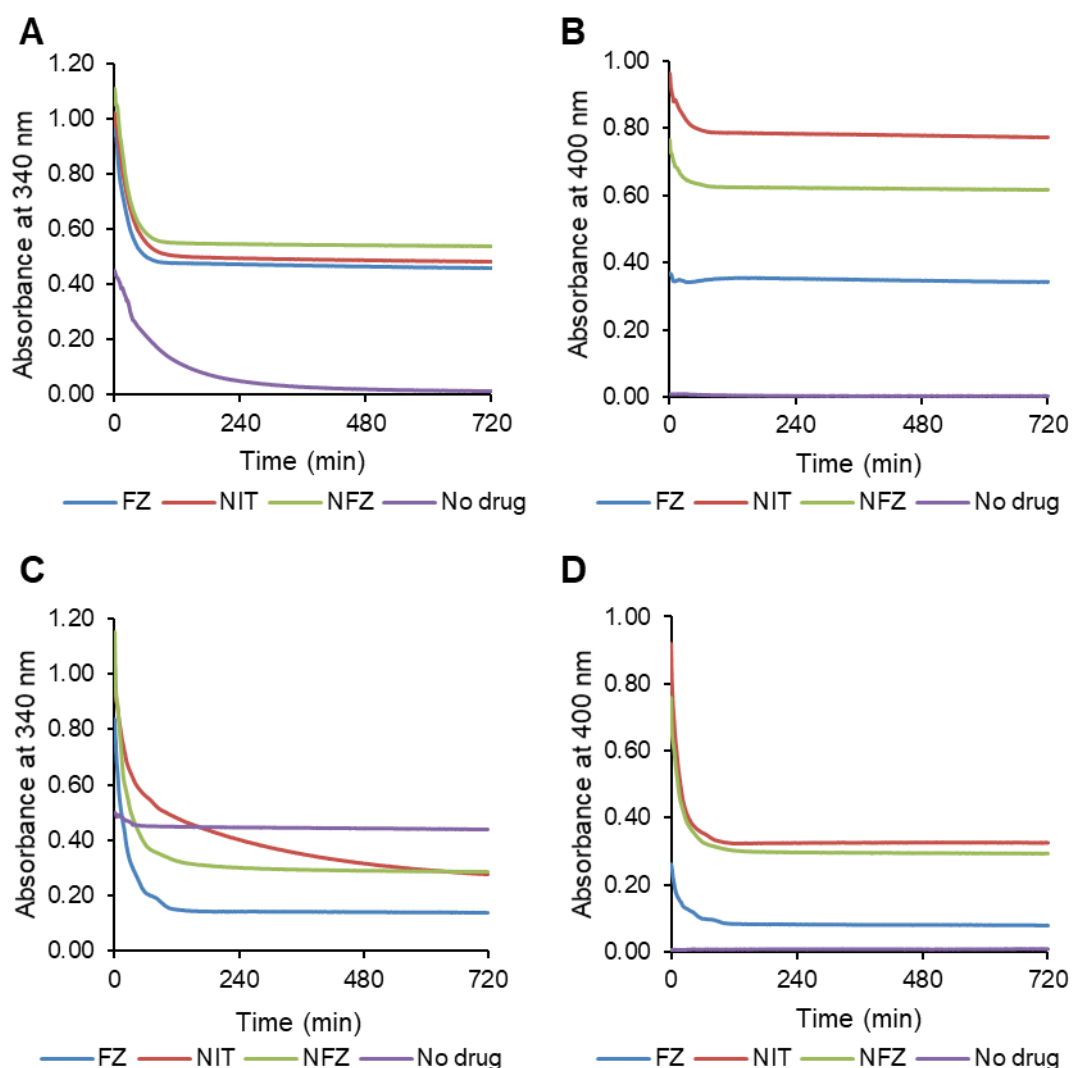 A
Absorbance at 340 nm
1.20
1.00
0.80
0.60
0.40
0.20
0.00
0 240 480 720
Time (min)
FZ NIT NFZ No drug
B
Absorbance at 400 nm
1.00
0.80
0.60
0.40
0.20
0.00
0 240 480 720
Time (min)
FZ NIT NFZ No drug
C
Absorbance at 340 nm
1.20
1.00
0.80
0.60
0.40
0.20
0.00
0 240 480 720
Time (min)
FZ NIT NFZ No drug
D
Absorbance at 400 nm
1.00
0.80
0.60
0.40
0.20
0.00
0 240 480 720
Time (min)
FZ NIT NFZ No drug